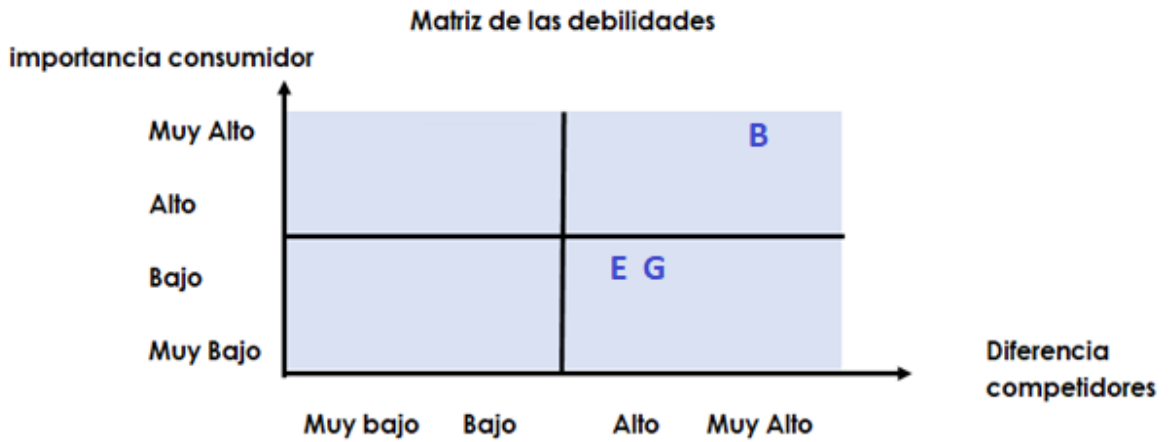 Matriz de las debilidades
importancia consumidor
Muy Alto
B
Alto
Bajo
E G
Muy Bajo
Diferencia
competidores
Muy bajo Bajo Alto Muy Alto